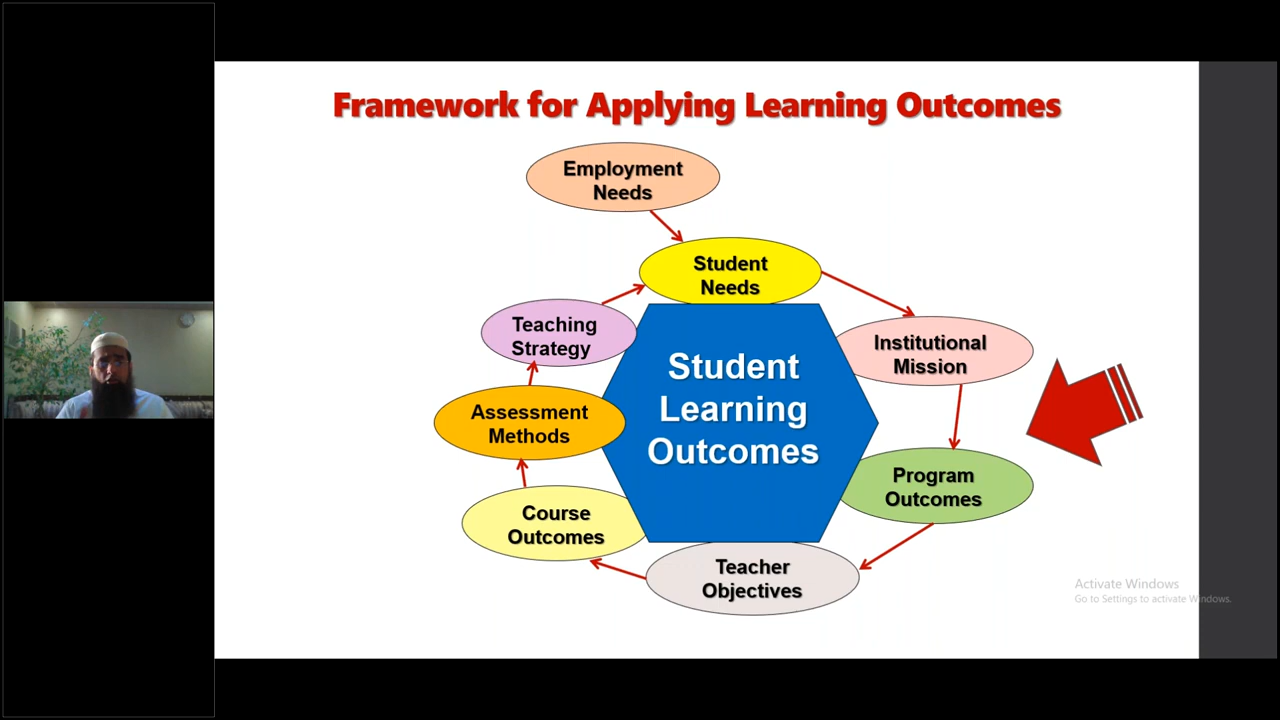 Framework for Applying Learning Outcomes
Employment
Needs
Student
Needs
Teaching
Strategy
Institutional
Mission
Student
Learning
Outcomes
Assessment
Methods
Program
Outcomes
Course
Outcomes
Teacher
Objectives
Activate Windows
Go to Settings to activate Windows.